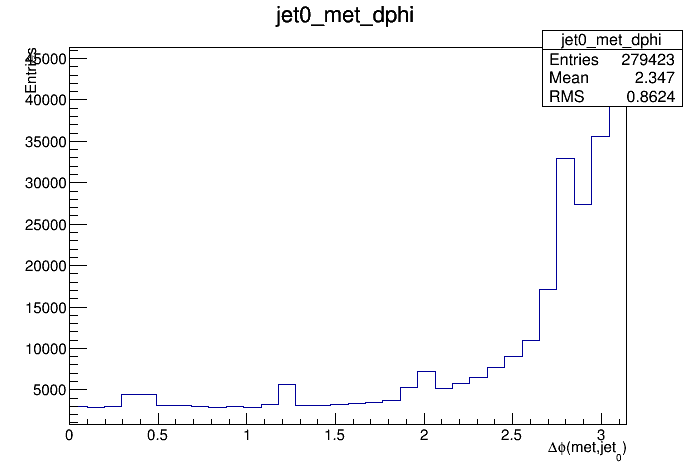 jet0_met_dphi
jet0_met_dphi
Entries 279423
Mean 2.347
RMS 0.8624
Entries
45000
40000
35000
30000
25000
20000
15000
10000
5000
0 0.5 1 1.5 2 2.5 3
Δϕ(met,jet0)